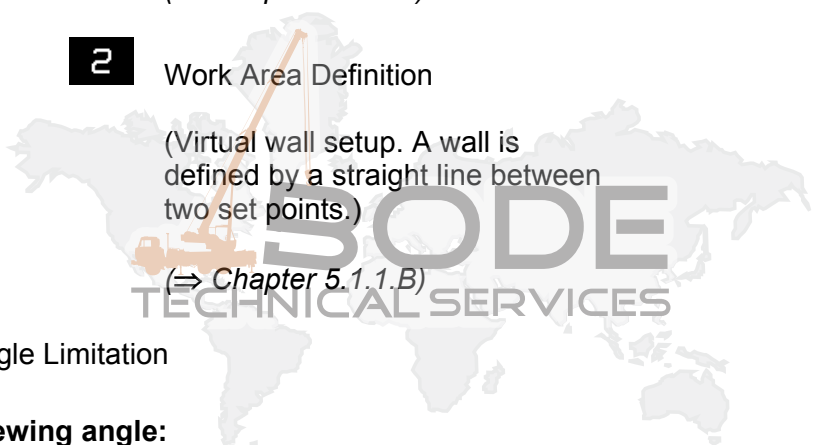 2
Work Area Definition
(Virtual wall setup. A wall is
defined by a straight line between
two set points.)
(⇒ Chapter 5.1.1.B)
BODE
TECHNICAL SERVICES
gle Limitation
ewing angle: